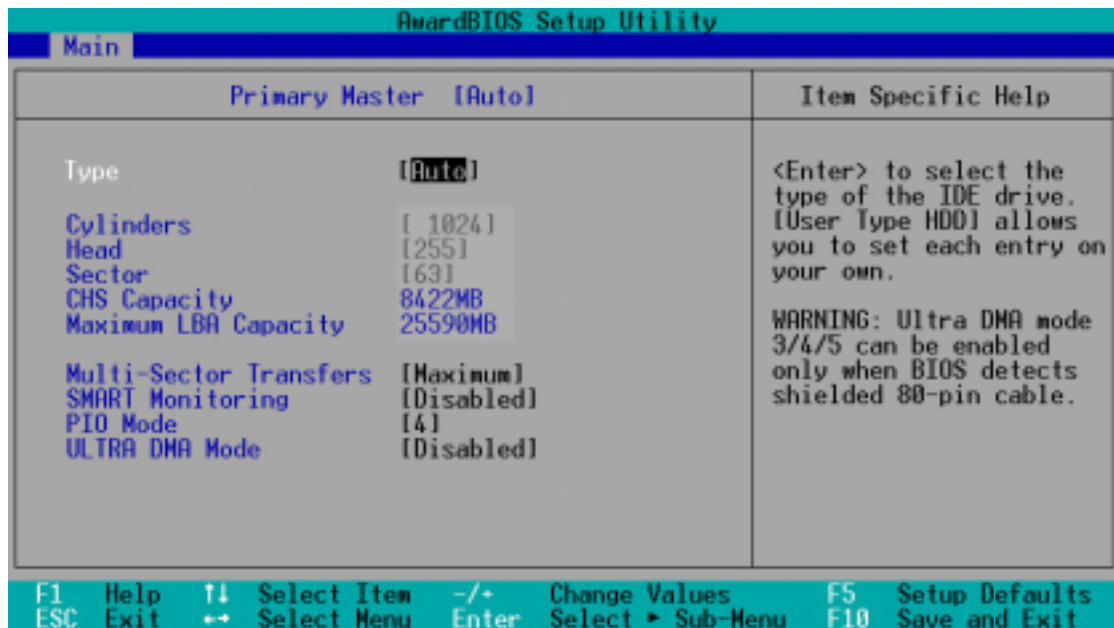 AwardBIOS Setup Utility
Main
Primary Master [Auto]
Item Specific Help
Type [Auto]
Cylinders [ 1024]
Head [255]
Sector [63]
CHS Capacity 8422MB
Maximum LBA Capacity 25590MB
Multi-Sector Transfers [Maximum]
SMART Monitoring [Disabled]
PIO Mode [4]
ULTRA DMA Mode [Disabled]
<Enter> to select the
type of the IDE drive.
[User Type HDD] allows
you to set each entry on
your own.
WARNING: Ultra DMA mode
3/4/5 can be enabled
only when BIOS detects
shielded 80-pin cable.
F1 Help ↑↓ Select Item -/+ Change Values F5 Setup Defaults
ESC Exit ←→ Select Menu Enter Select ► Sub-Menu F10 Save and Exit